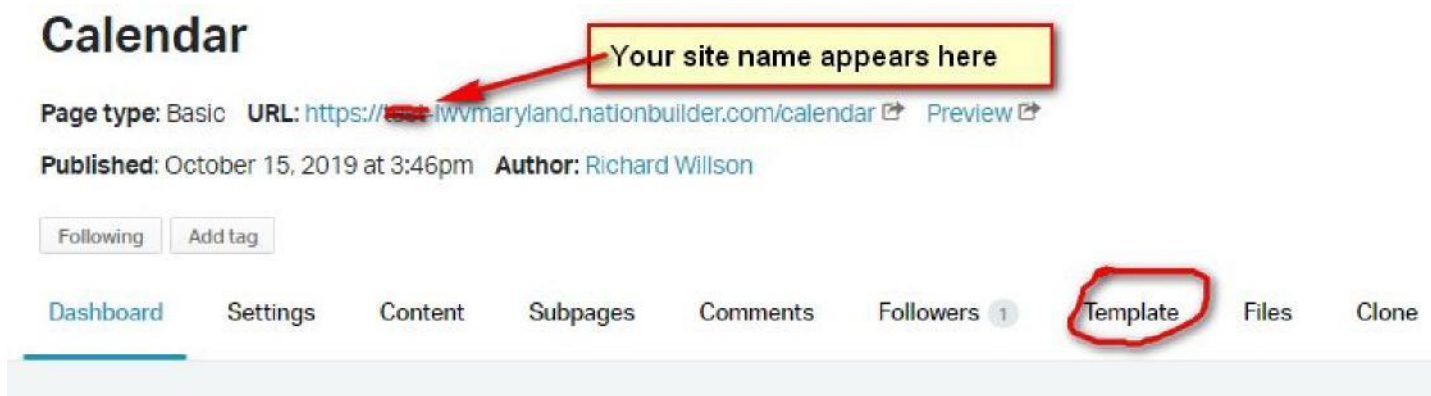 Calendar
Your site name appears here
Page type: Basic URL: https://test-lwvmaryland.nationbuilder.com/calendar Preview
Published: October 15, 2019 at 3:46pm Author: Richard Willson
Following Add tag
Dashboard Settings Content Subpages Comments Followers 1 Template Files Clone